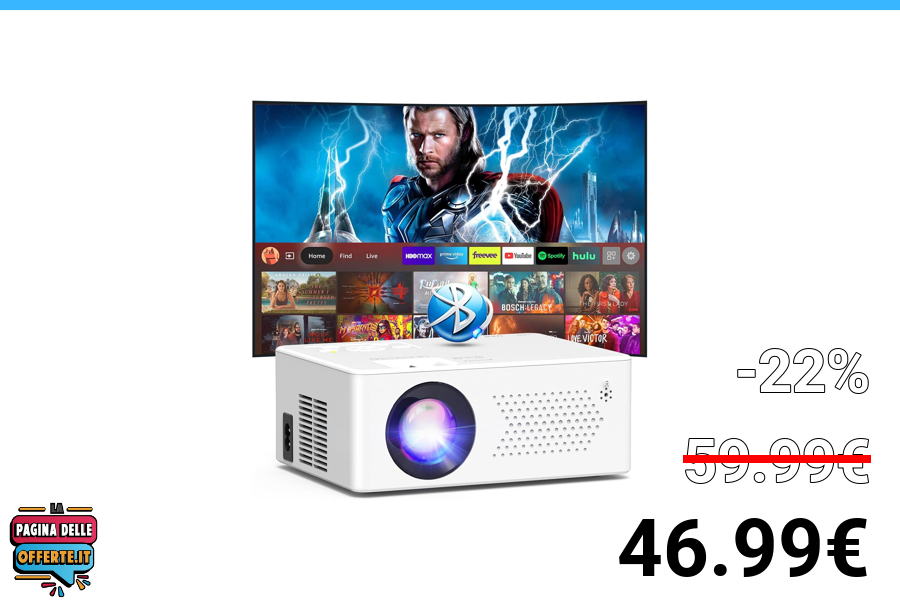 Home Find Live HBOMAX prime video freevee YouTube Spotify hulu
BOSCH LEGACY
LOVE, VICTOR
-22%
59.99€
46.99€
LA
PAGINA DELLE
OFFERTE.IT